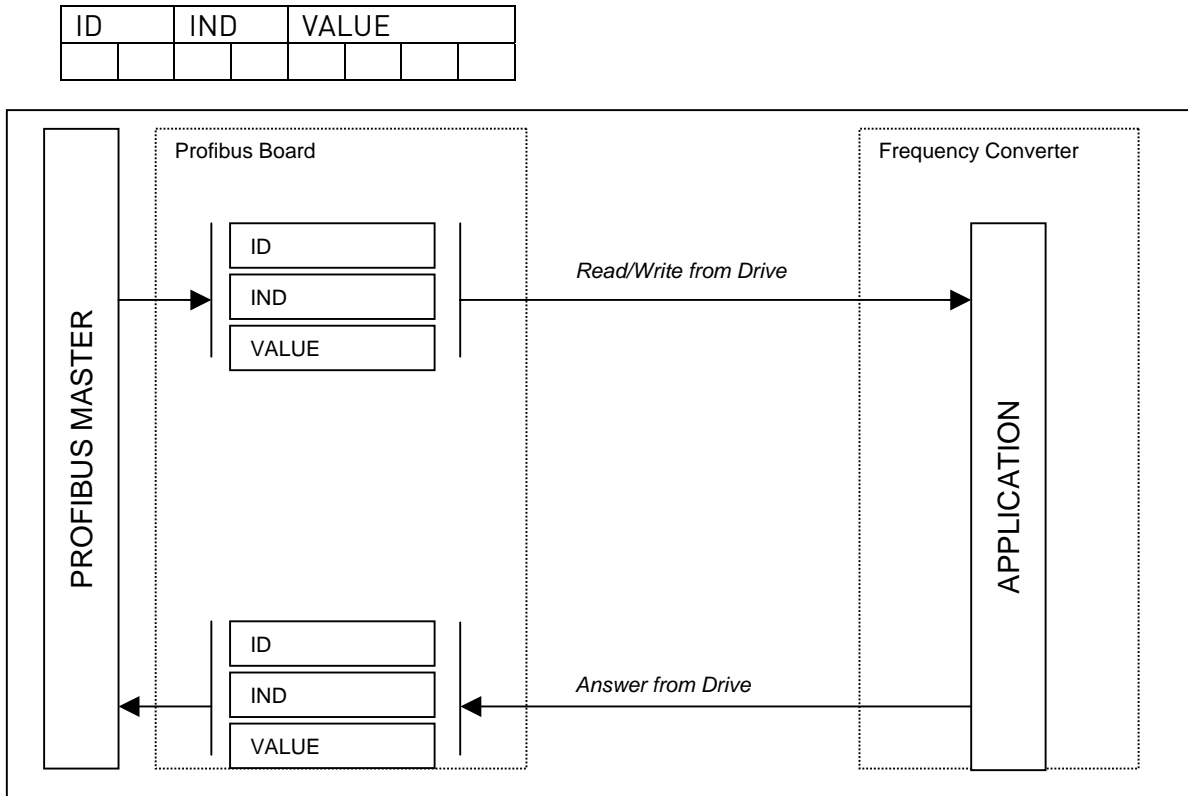 ID IND VALUE
Profibus Board
Frequency Converter
ID
IND
VALUE
Read/Write from Drive
PROFIBUS MASTER
APPLICATION
ID
IND
VALUE
Answer from Drive